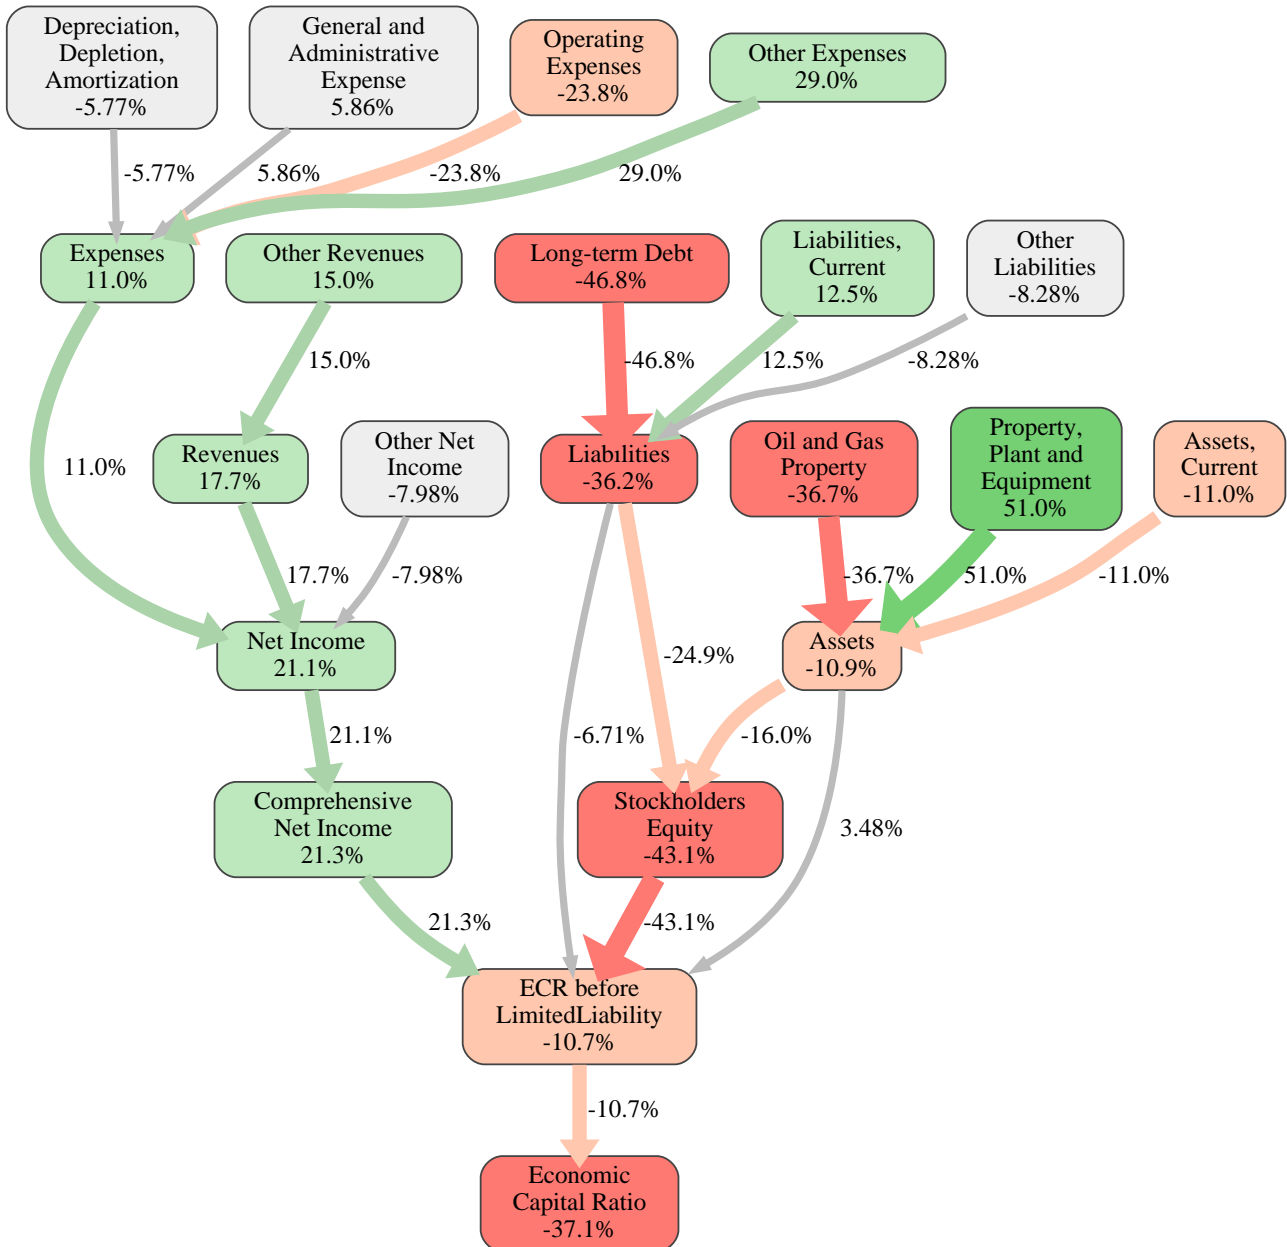 Depreciation,
Depletion,
Amortization
-5.77%
General and
Administrative
Expense
5.86%
Operating
Expenses
-23.8%
Other Expenses
29.0%
-5.77%
5.86%
-23.8%
29.0%
Expenses
11.0%
Other Revenues
15.0%
Long-term Debt
-46.8%
Liabilities,
Current
12.5%
Other
Liabilities
-8.28%
15.0%
-46.8%
12.5%
-8.28%
11.0%
Revenues
17.7%
Other Net
Income
-7.98%
Liabilities
-36.2%
Oil and Gas
Property
-36.7%
Property,
Plant and
Equipment
51.0%
Assets,
Current
-11.0%
17.7%
-7.98%
-36.7%
51.0%
-11.0%
Net Income
21.1%
-24.9%
Assets
-10.9%
21.1%
-6.71%
-16.0%
Comprehensive
Net Income
21.3%
Stockholders
Equity
-43.1%
3.48%
21.3%
-43.1%
ECR before
LimitedLiability
-10.7%
-10.7%
Economic
Capital Ratio
-37.1%